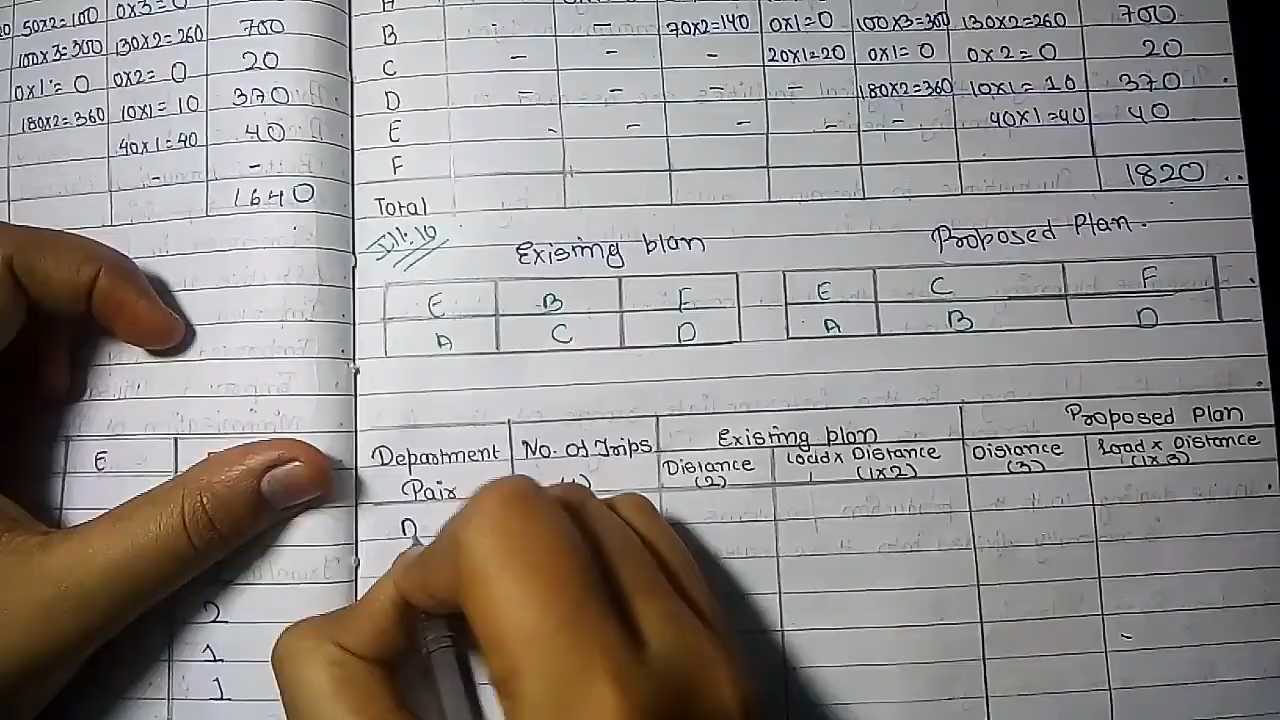 50x2=100 0x3=0
100x3=300 130x2=260 700
0x1=0 0x2=0 20
180x2=360 10x1=10 370
40x1=40 40
- -
1640
B - 70x2=140 0x1=0 100x3=300 130x2=260 700
C - - - 20x1=20 0x1=0 0x2=0 20
D - - - - 180x2=360 10x1=10 370
E - - - - - 40x1=40 40
F
Total 1820
Exising plan Proposed Plan.
E B F E C F
A C D A B D
Department Pair No. of Trips Existing plan Proposed Plan
Distance (2) Load x Distance (1x2) Distance (3) Load x Distance (1x3)
E
2
1
1